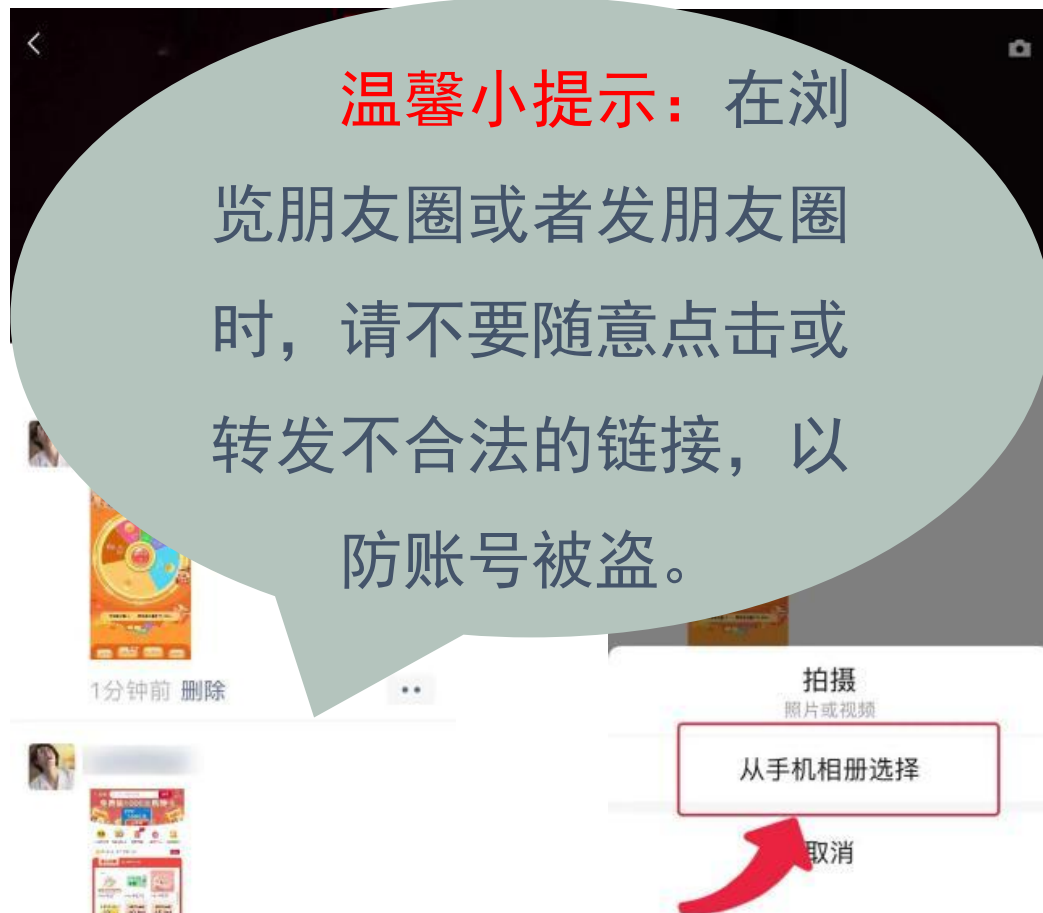 温馨小提示：在浏
览朋友圈或者发朋友圈
时，请不要随意点击或
转发不合法的链接，以
防账号被盗。
1分钟前 删除
拍摄
照片或视频
从手机相册选择
取消